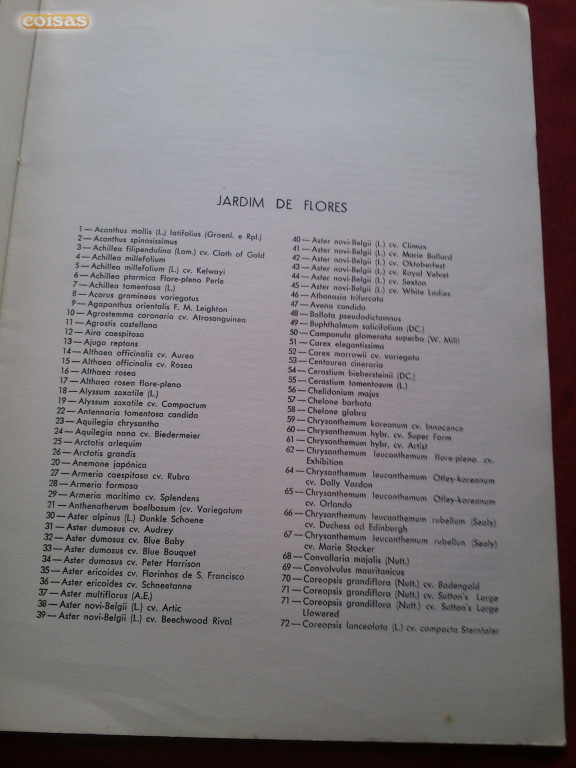 coisas
JARDIM DE FLORES
1—Acanthus mollis (L.) latifolius (Groenl. e Rpl.)
2—Acanthus spinosissimus
3—Achillea filipendulina (Lam.) cv. Cloth of Gold
4—Achillea millefolium
5—Achillea millefolium (L.) cv. Kelwayi
6—Achillea ptarmica Flore-pleno Perle
7—Achillea tomentosa (L.)
8—Acorus gramineus variegatus
9—Agapanthus orientalis F. M. Leighton
10—Agrostemma coronaria cv. Atrosanguinea
11—Agrostis castellana
12—Aira caespitosa
13—Ajuga reptans
14—Althaea officinalis cv. Aurea
15—Althaea officinalis cv. Rosea
16—Althaea rosea
17—Althaea rosea flore-pleno
18—Alyssum saxatile (L.)
19—Alyssum saxatile cv. Compactum
22—Antennaria tomentosa candida
23—Aquilegia chrysantha
24—Aquilegia nana cv. Biedermeier
25—Arctotis arlequim
26—Arctotis grandis
20—Anemone japónica
27—Armeria caespitosa cv. Rubra
28—Armeria formosa
29—Armeria maritima cv. Splendens
21—Anthenatherum boelbosum (cv. Variegatum
30—Aster alpinus (L.) Dunkle Schoene
31—Aster dumosus cv. Audrey
32—Aster dumosus cv. Blue Baby
33—Aster dumosus cv. Blue Bouquet
34—Aster dumosus cv. Peter Harrison
35—Aster ericoides cv. Florinhas de S. Francisco
36—Aster ericoides cv. Schneetanne
37—Aster multiflorus (A.E.)
38—Aster novi-Belgii (L.) cv. Artic
39—Aster novi-Belgii (L.) cv. Beechwood Rival
40—Aster novi-Belgii (L.) cv. Climax
41—Aster novi-Belgii (L.) cv. Marie Ballard
42—Aster novi-Belgii (L.) cv. Oktoberfest
43—Aster novi-Belgii (L.) cv. Royal Velvet
44—Aster novi-Belgii (L.) cv. Sexton
45—Aster novi-Belgii (L.) cv. White Ladies
46—Athanasia trifurcata
47—Avena candida
48—Ballota pseudodictamnus
49—Buphtholmum salicifolium (DC.)
50—Campanula glomerata superba (W. Mill)
51—Carex elegantissima
52—Carex morrowii cv. variegata
53—Centaurea cineraria
54—Cerastium biebersteinii (DC.)
55—Cerastium tomentosum (L.)
56—Chelidonium majus
57—Chelone barbata
58—Chelone glabra
59—Chrysanthemum koreanum cv. Innocence
60—Chrysanthemum hybr. cv. Super Form
61—Chrysanthemum hybr. cv. Artist
62—Chrysanthemum leucanthemum flore-pleno cv.
Exhibition
64—Chrysanthemum leucanthemum Otley-koreanum
cv. Dolly Vardon
65—Chrysanthemum leucanthemum Otley-koreanum
cv. Orlando
66—Chrysanthemum leucanthemum rubellum (Sealy)
cv. Duchess od Edinburgh
67—Chrysanthemum leucanthemum rubellum (Sealy)
cv. Marie Stocker
68—Convallaria majalis (Nutt.)
69—Convolvulus mauritanicus
70—Coreopsis grandiflora (Nutt.) cv. Badengold
71—Coreopsis grandiflora (Nutt.) cv. Sutton's Large
71—Coreopsis grandiflora (Nutt.) cv. Sutton's Large
Llowered
72—Coreopsis lanceolata (L.) cv. compacta Sterntaler